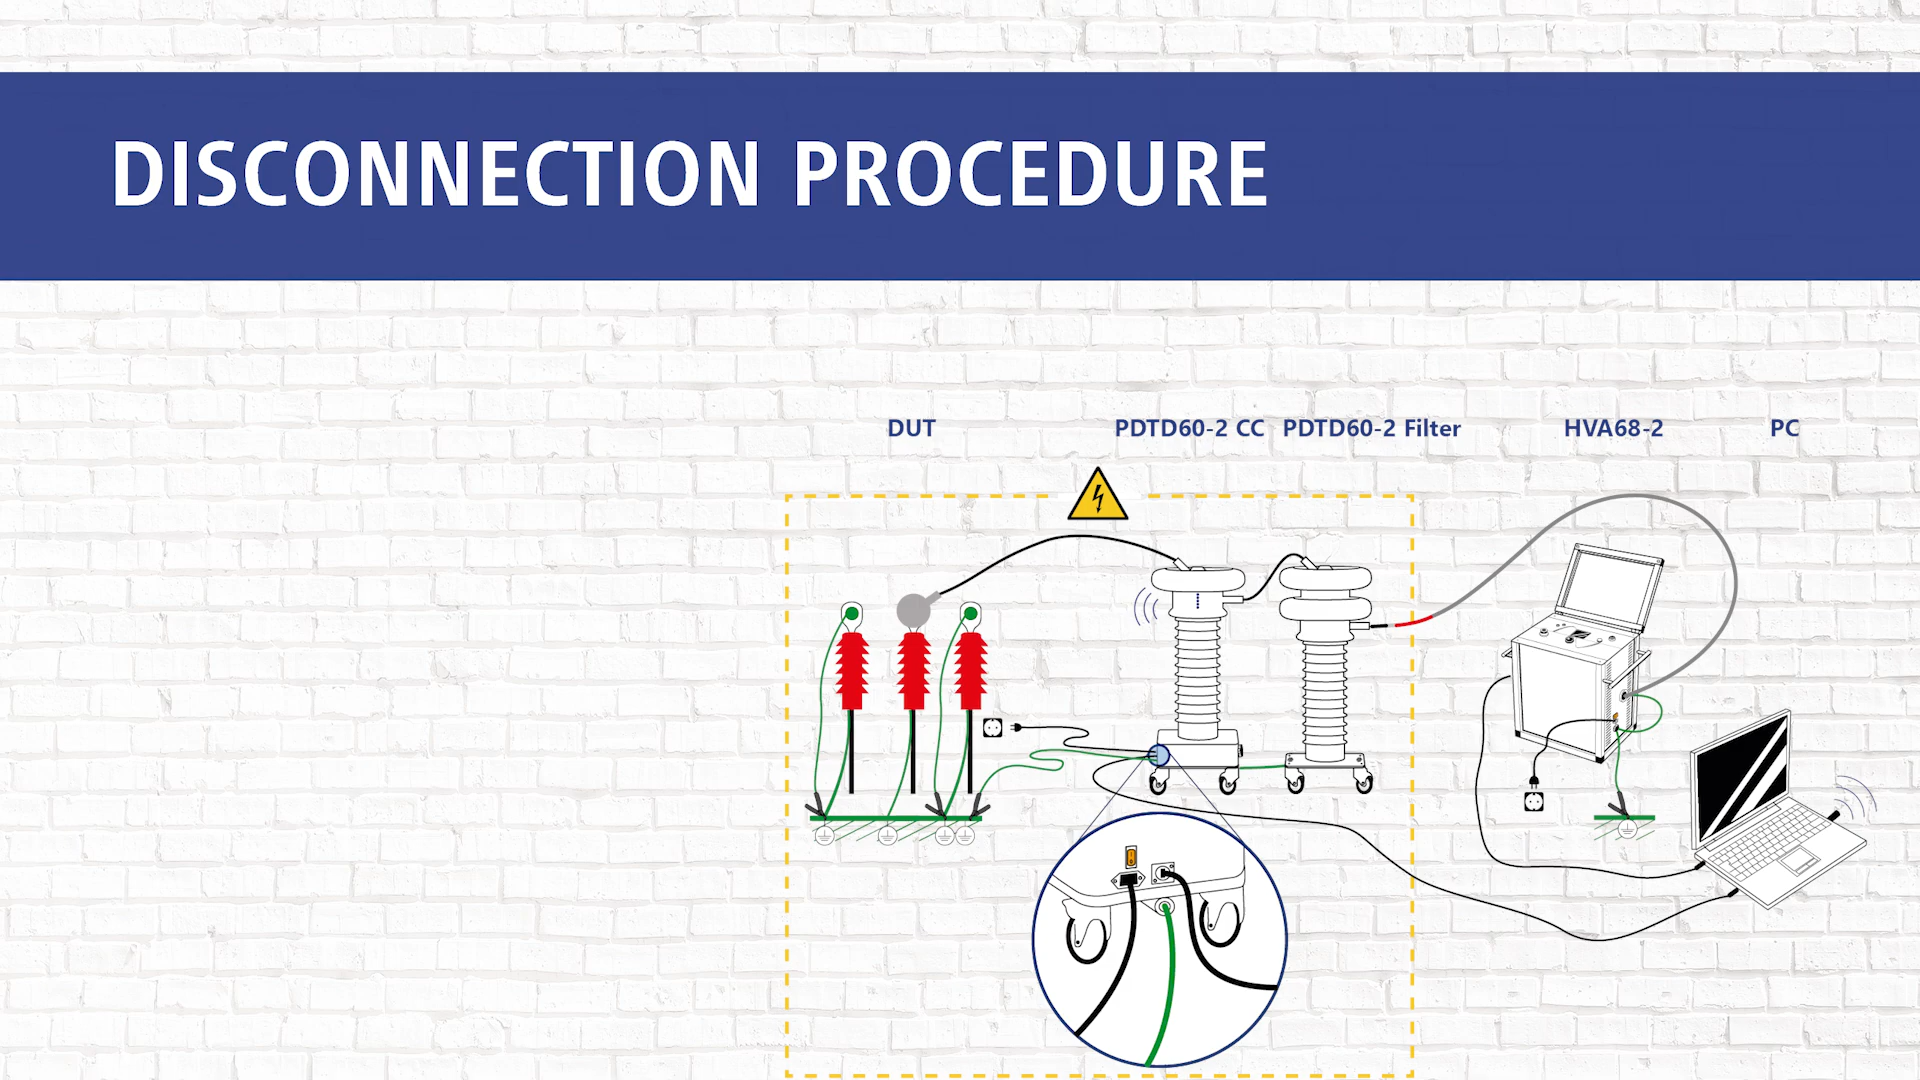 DISCONNECTION PROCEDURE
DUT
PDTD60-2 CC
PDTD60-2 Filter
HVA68-2
PC